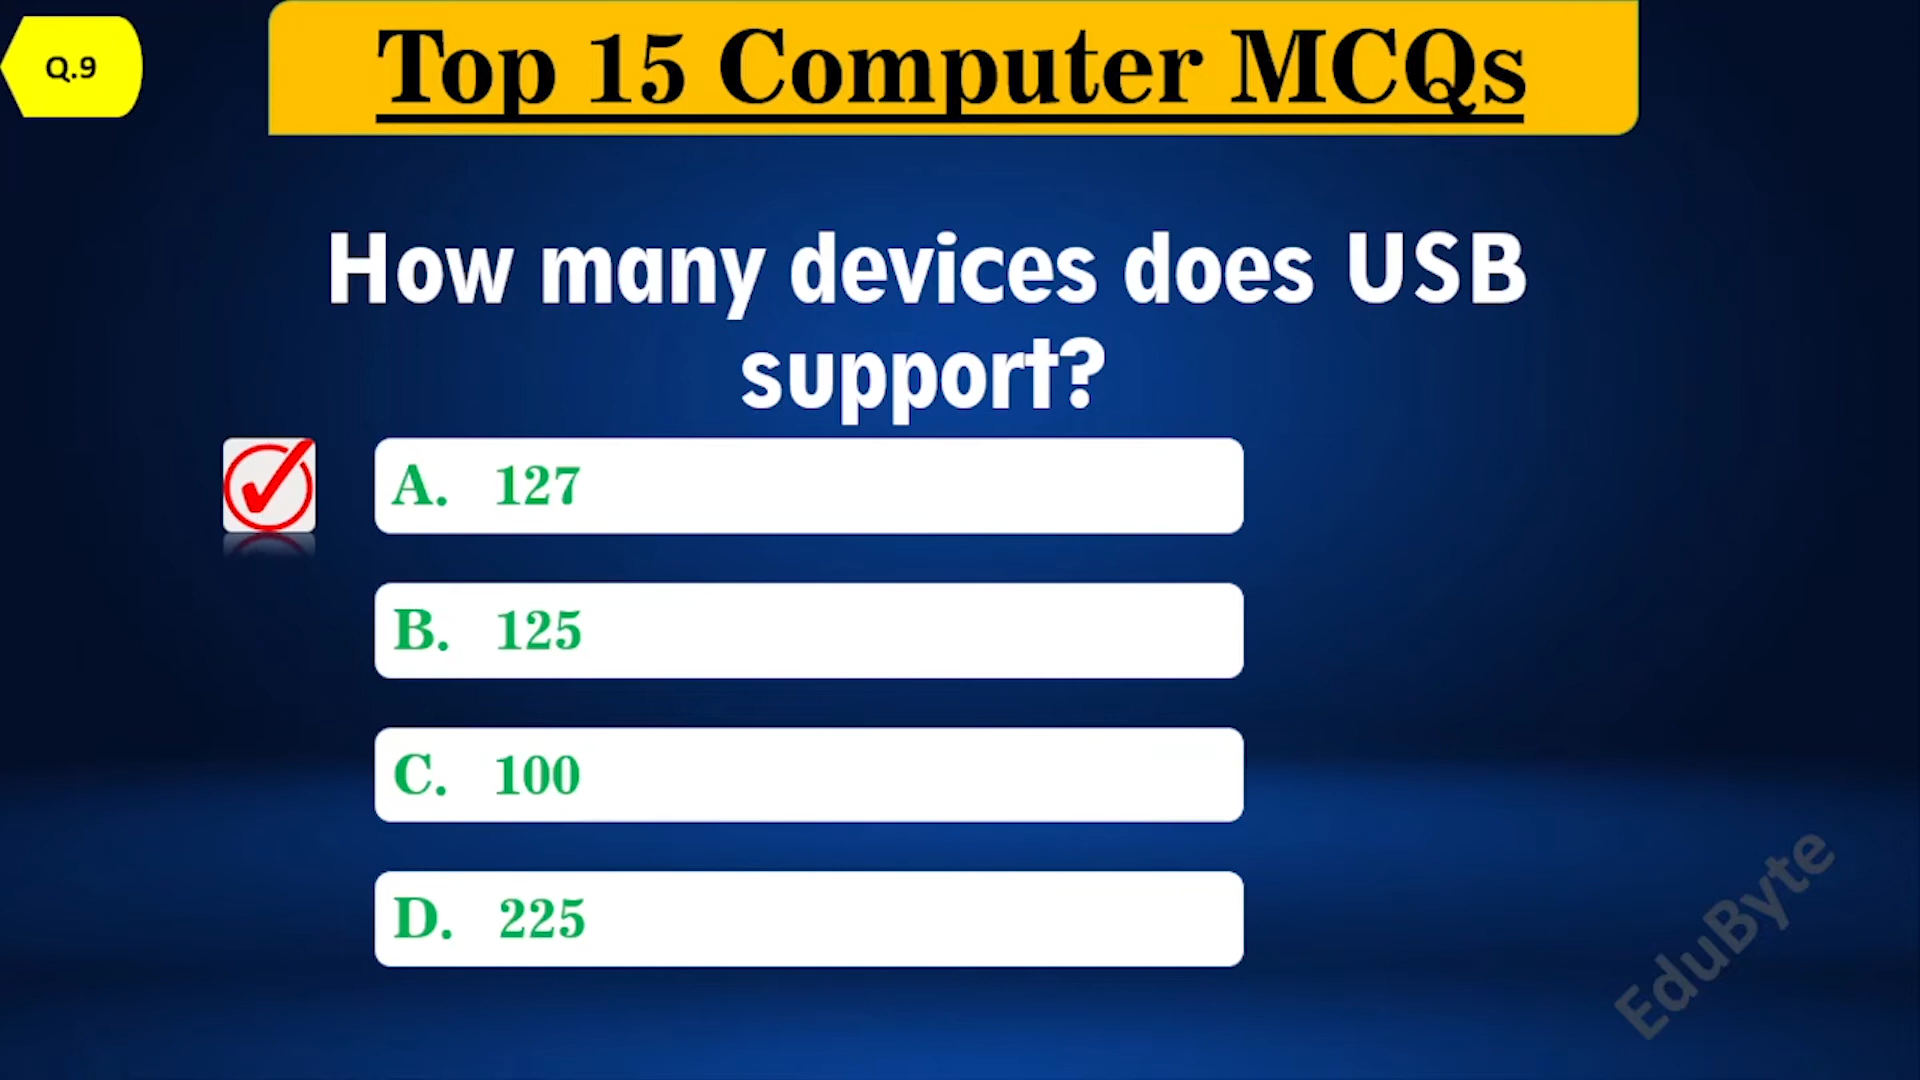 Q.9
Top 15 Computer MCQs
How many devices does USB
support?
A. 127
B. 125
C. 100
D. 225
EduByte